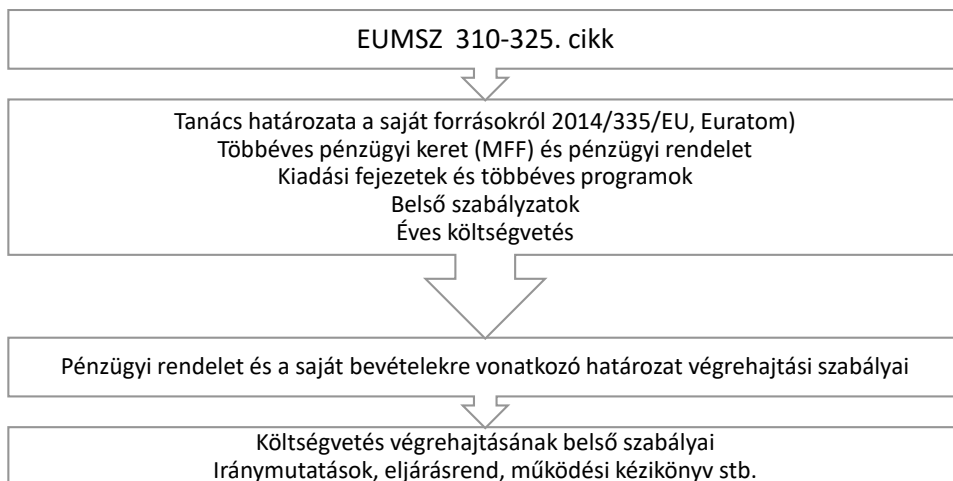 EUMSZ 310-325. cikk
Tanács határozata a saját forrásokról 2014/335/EU, Euratom)
Többéves pénzügyi keret (MFF) és pénzügyi rendelet
Kiadási fejezetek és többéves programok
Belső szabályzatok
Éves költségvetés
Pénzügyi rendelet és a saját bevételekre vonatkozó határozat végrehajtási szabályai
Költségvetés végrehajtásának belső szabályai
Iránymutatások, eljárásrend, működési kézikönyv stb.